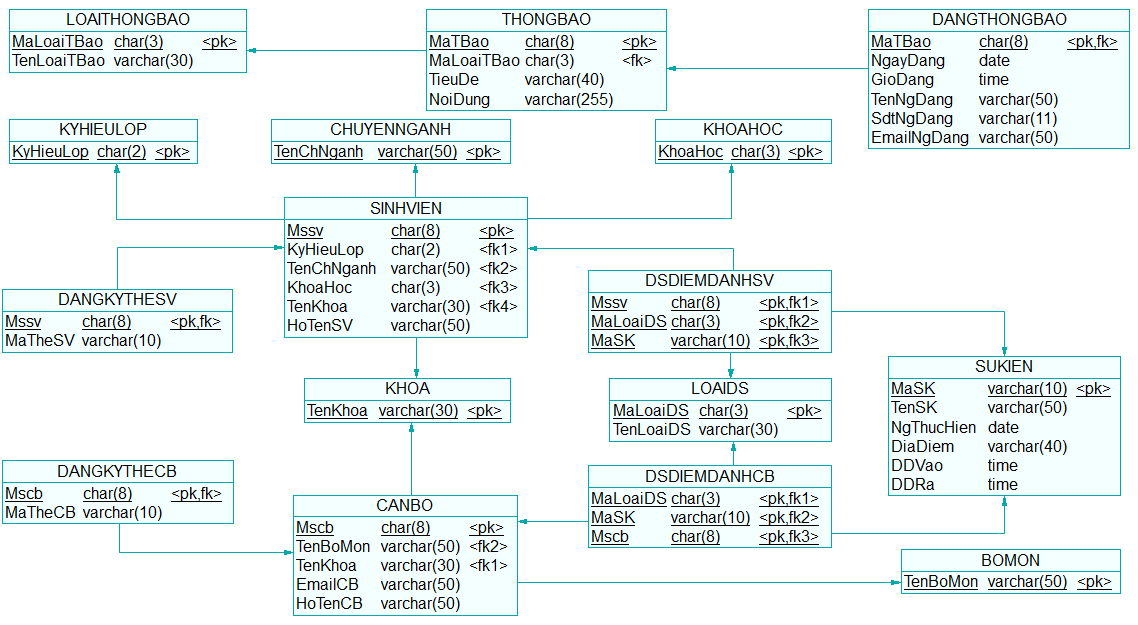 LOAITHONGBAO
MaLoaiTBao char(3) <pk>
TenLoaiTBao varchar(30)
THONGBAO
MaTBao char(8) <pk>
MaLoaiTBao char(3) <fk>
TieuDe varchar(40)
NoiDung varchar(255)
DANGTHONGBAO
MaTBao char(8) <pk,fk>
NgayDang date
GioDang time
TenNgDang varchar(50)
SdtNgDang varchar(11)
EmailNgDang varchar(50)
KYHIEULOP
KyHieuLop char(2) <pk>
CHUYENNGANH
TenChNganh varchar(50) <pk>
KHOAHOC
KhoaHoc char(3) <pk>
SINHVIEN
Mssv char(8) <pk>
KyHieuLop char(2) <fk1>
TenChNganh varchar(50) <fk2>
KhoaHoc char(3) <fk3>
TenKhoa varchar(30) <fk4>
HoTenSV varchar(50)
DANGKYTHESV
Mssv char(8) <pk,fk>
MaTheSV varchar(10)
DSDIEMDANHSV
Mssv char(8) <pk,fk1>
MaLoaiDS char(3) <pk,fk2>
MaSK varchar(10) <pk,fk3>
KHOA
TenKhoa varchar(30) <pk>
LOAIDS
MaLoaiDS char(3) <pk>
TenLoaiDS varchar(30)
SUKIEN
MaSK varchar(10) <pk>
TenSK varchar(50)
NgThucHien date
DiaDiem varchar(40)
DDVao time
DDRa time
DANGKYTHECB
Mscb char(8) <pk,fk>
MaTheCB varchar(10)
CANBO
Mscb char(8) <pk>
TenBoMon varchar(50) <fk2>
TenKhoa varchar(30) <fk1>
EmailCB varchar(50)
HoTenCB varchar(50)
DSDIEMDANHCB
MaLoaiDS char(3) <pk,fk1>
MaSK varchar(10) <pk,fk2>
Mscb char(8) <pk,fk3>
BOMON
TenBoMon varchar(50) <pk>